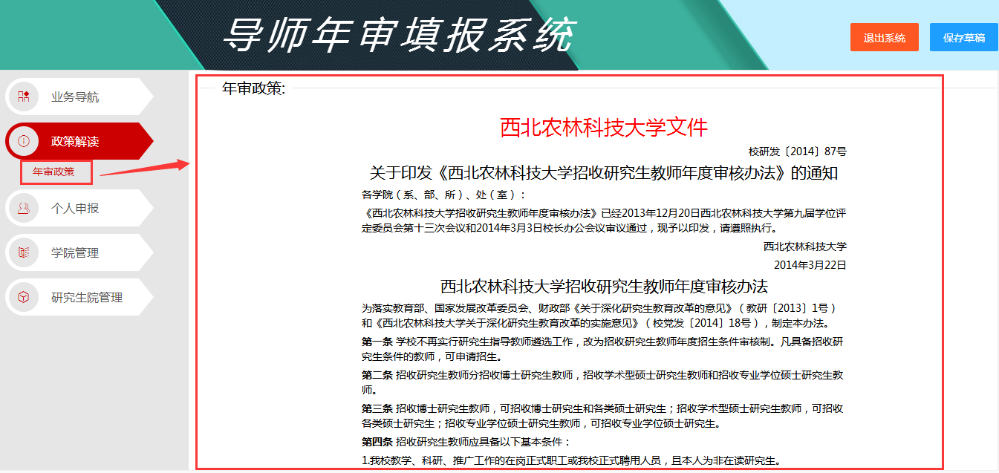 导师年审填报系统
退出系统
保存草稿
业务导航
政策解读
年审政策
个人申报
学院管理
研究生院管理
年审政策:
西北农林科技大学文件
校研发〔2014〕87号
关于印发《西北农林科技大学招收研究生教师年度审核办法》的通知
各学院（系、部、所）、处（室）：
《西北农林科技大学招收研究生教师年度审核办法》已经2013年12月20日西北农林科技大学第九届学位评
定委员会第十三次会议和2014年3月3日校长办公会议审议通过，现予以印发，请遵照执行。
西北农林科技大学
2014年3月22日
西北农林科技大学招收研究生教师年度审核办法
为落实教育部、国家发展改革委员会、财政部《关于深化研究生教育改革的意见》（教研〔2013〕1号）
和《西北农林科技大学关于深化研究生教育改革的实施意见》（校党发〔2014〕18号），制定本办法。
第一条 学校不再实行研究生指导教师遴选工作，改为招收研究生教师年度招生条件审核制。凡具备招收研
究生条件的教师，可申请招生。
第二条 招收研究生教师分招收博士研究生教师，招收学术型硕士研究生教师和招收专业学位硕士研究生教
师。
第三条 招收博士研究生教师，可招收博士研究生和各类硕士研究生；招收学术型硕士研究生教师，可招收
各类硕士研究生；招收专业学位硕士研究生教师，可招收专业学位硕士研究生。
第四条 招收研究生教师应具备以下基本条件：
1.我校教学、科研、推广工作的在岗正式职工或我校正式聘用人员，且本人为非在读研究生。